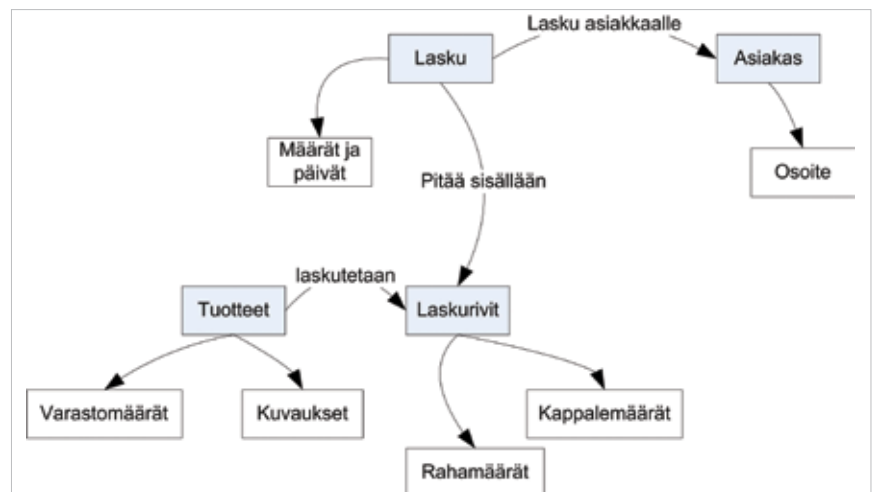 Lasku asiakkaalle
Lasku
Asiakas
Määrät ja
päivät
Osoite
Pitää sisällään
laskutetaan
Tuotteet
Laskurivit
Varastomäärät
Kuvaukset
Kappalemäärät
Rahamäärät